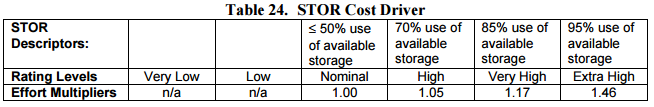 Table 24. STOR Cost Driver
STOR Descriptors: ≤ 50% use of available storage 70% use of available storage 85% use of available storage 95% use of available storage
Rating Levels Very Low Low Nominal High Very High Extra High
Effort Multipliers n/a n/a 1.00 1.05 1.17 1.46